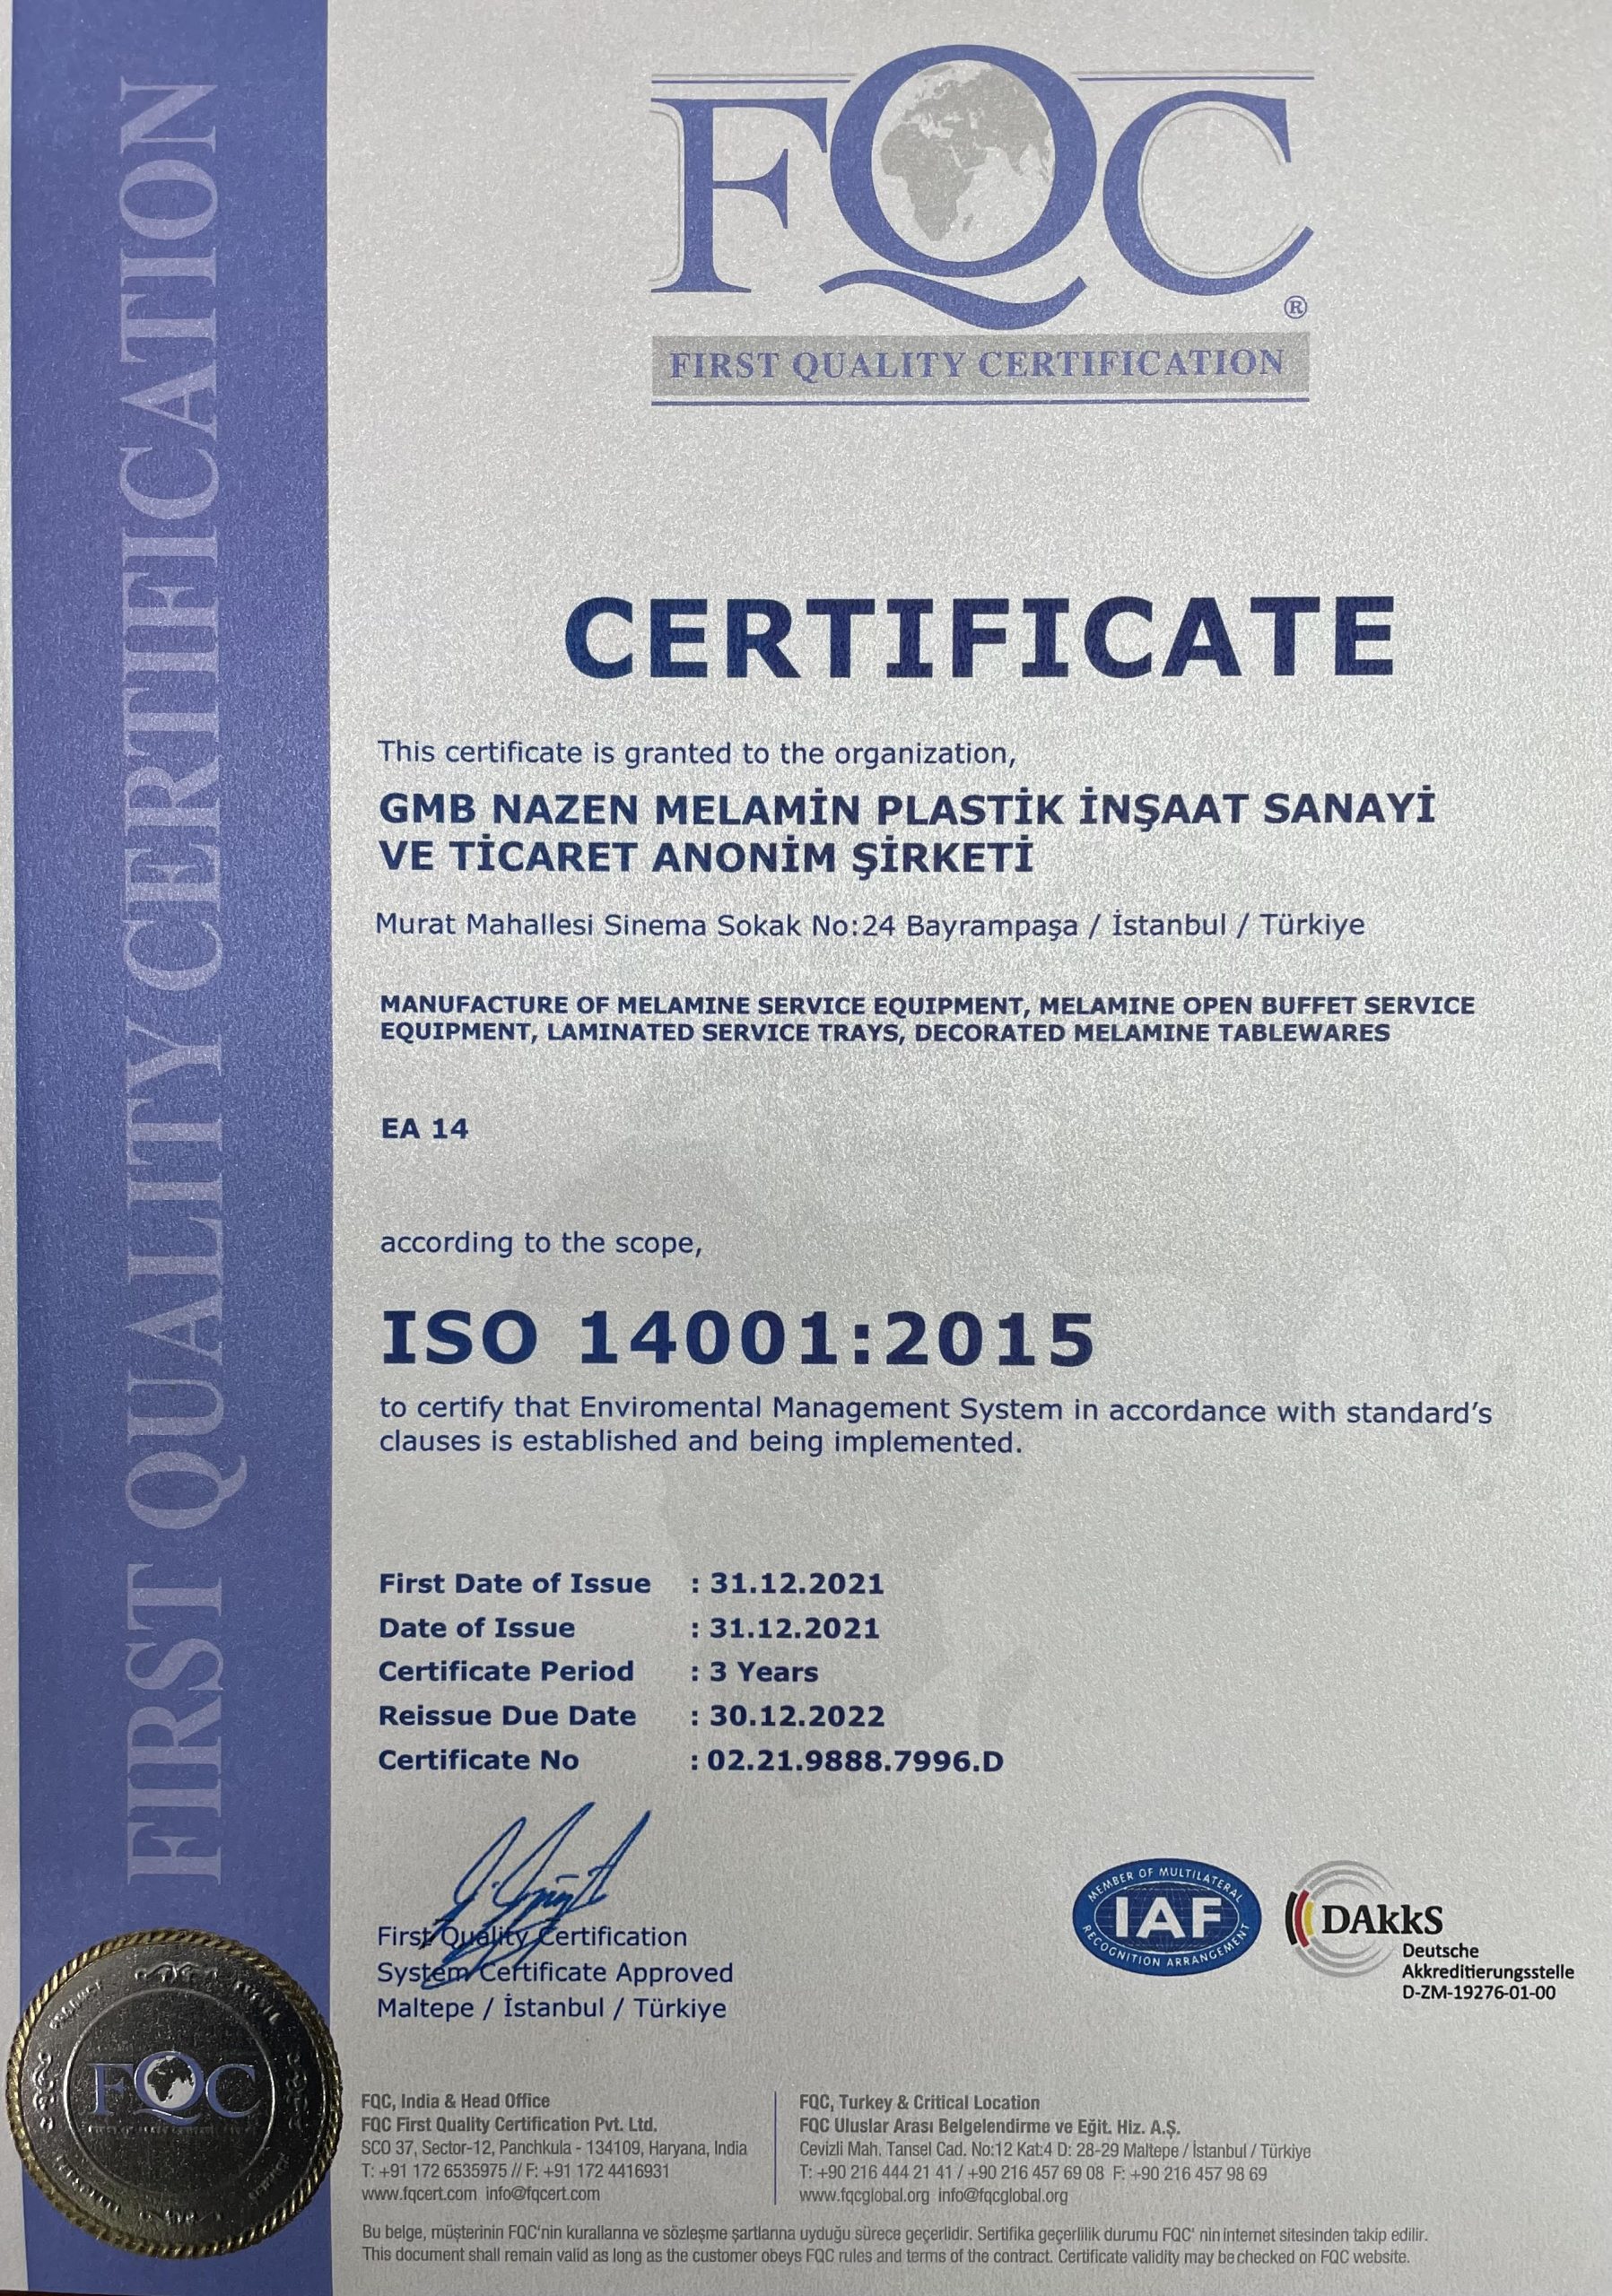 FIRST QUALITY CERTIFICATION
FQC
®
FIRST QUALITY CERTIFICATION
CERTIFICATE
This certificate is granted to the organization,
GMB NAZEN MELAMİN PLASTİK İNŞAAT SANAYİ
VE TİCARET ANONİM ŞİRKETİ
Murat Mahallesi Sinema Sokak No:24 Bayrampaşa / İstanbul / Türkiye
MANUFACTURE OF MELAMINE SERVICE EQUIPMENT, MELAMINE OPEN BUFFET SERVICE
EQUIPMENT, LAMINATED SERVICE TRAYS, DECORATED MELAMINE TABLEWARES
EA 14
according to the scope,
ISO 14001:2015
to certify that Enviromental Management System in accordance with standard's
clauses is established and being implemented.
First Date of Issue : 31.12.2021
Date of Issue : 31.12.2021
Certificate Period : 3 Years
Reissue Due Date : 30.12.2022
Certificate No : 02.21.9888.7996.D
First Quality Certification
System Certificate Approved
Maltepe / İstanbul / Türkiye
MEMBER OF MULTILATERAL
IAF
RECOGNITION ARRANGEMENT
DAkkS
Deutsche
Akkreditierungsstelle
D-ZM-19276-01-00
FQC
FQC, India & Head Office
FQC First Quality Certification Pvt. Ltd.
SCO 37, Sector-12, Panchkula - 134109, Haryana, India
T: +91 172 6535975 // F: +91 172 4416931
www.fqcert.com info@fqcert.com
FQC, Turkey & Critical Location
FQC Uluslar Arası Belgelendirme ve Eğit. Hiz. A.Ş.
Cevizli Mah. Tansel Cad. No:12 Kat:4 D: 28-29 Maltepe / İstanbul / Türkiye
T: +90 216 444 21 41 / +90 216 457 69 08 F: +90 216 457 98 69
www.fqcglobal.org info@fqcglobal.org
Bu belge, müşterinin FQC'nin kurallarına ve sözleşme şartlarına uyduğu sürece geçerlidir. Sertifika geçerlilik durumu FQC' nin internet sitesinden takip edilir.
This document shall remain valid as long as the customer obeys FQC rules and terms of the contract. Certificate validity may be checked on FQC website.